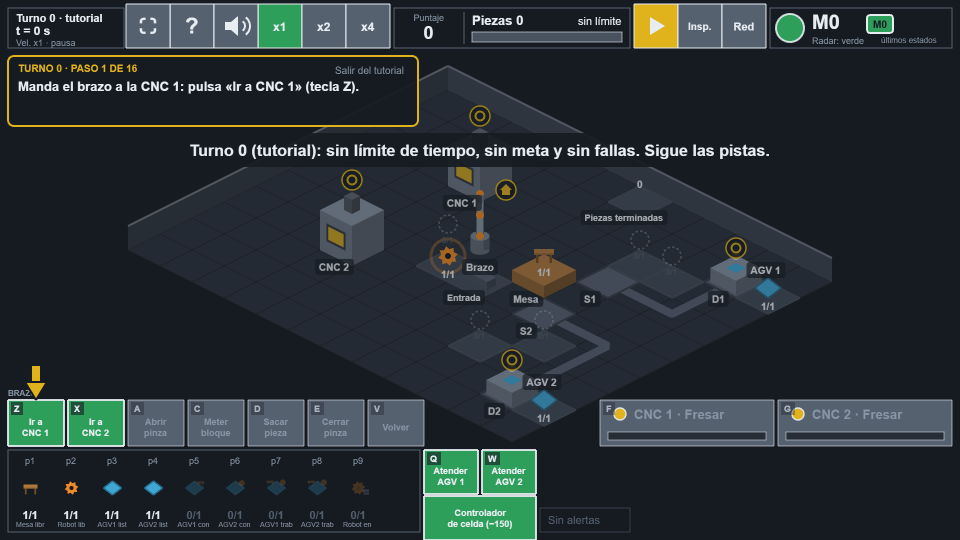 Turno 0 · tutorial
t = 0 s
Vel. x1 · pausa
?
x1
x2
x4
Puntaje
0
Piezas 0
sin límite
Insp.
Red
M0
M0
Radar: verde
últimos estados
TURNO 0 · PASO 1 DE 16
Salir del tutorial
Manda el brazo a la CNC 1: pulsa «Ir a CNC 1» (tecla Z).
Turno 0 (tutorial): sin límite de tiempo, sin meta y sin fallas. Sigue las pistas.
0
CNC 1
Piezas terminadas
CNC 2
Brazo
1/1
1/1
AGV 1
Entrada
Mesa
S1
D1
1/1
S2
AGV 2
D2
1/1
Z
Ir a
CNC 1
X
Ir a
CNC 2
A
Abrir
pinza
C
Meter
bloque
D
Sacar
pieza
E
Cerrar
pinza
V
Volver
F
CNC 1 · Fresar
G
CNC 2 · Fresar
p1
p2
p3
p4
p5
p6
p7
p8
p9
1/1
1/1
1/1
1/1
0/1
0/1
0/1
0/1
0/1
Mesa libr
Robot lib
AGV1 list
AGV2 list
AGV1 con
AGV2 con
AGV1 trab
AGV2 trab
Robot en
Q
Atender
AGV 1
W
Atender
AGV 2
Controlador
de celda (−150)
Sin alertas